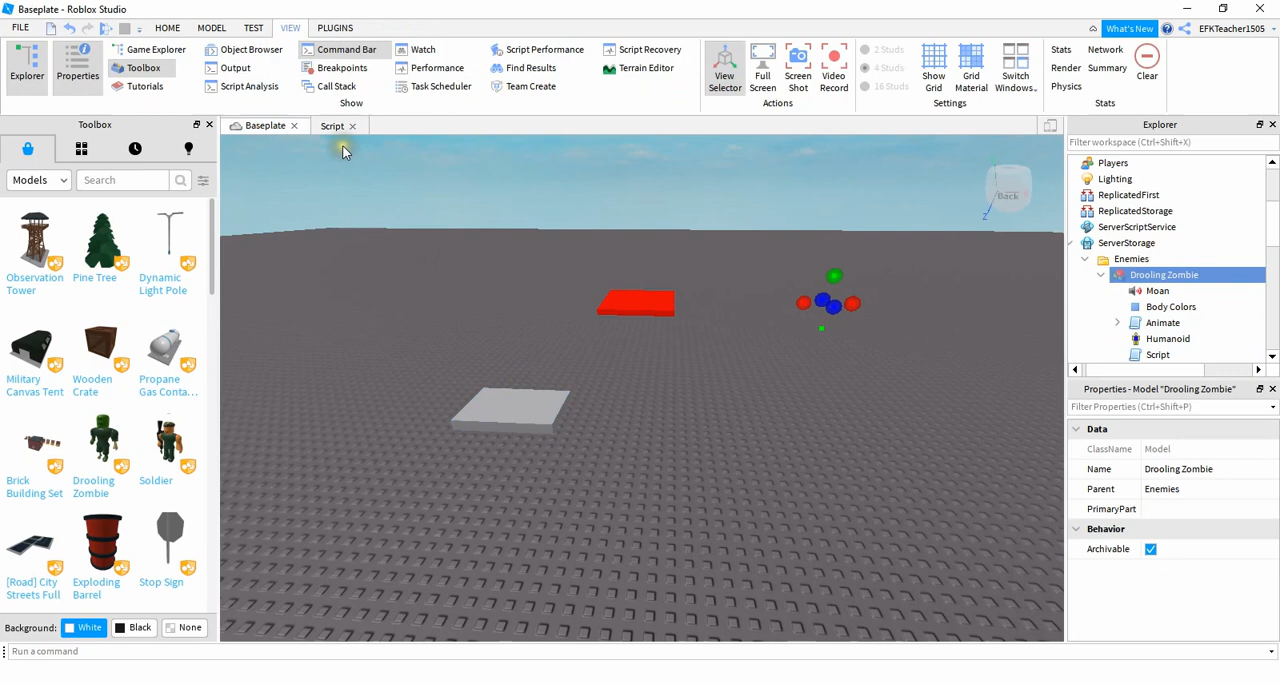 Baseplate - Roblox Studio
FILE HOME MODEL TEST VIEW PLUGINS What's New EFKTeacher1505
Explorer
Properties
Game Explorer
Toolbox
Tutorials
Object Browser
Output
Script Analysis
Command Bar
Breakpoints
Call Stack
Watch
Performance
Task Scheduler
Script Performance
Find Results
Team Create
Script Recovery
Terrain Editor
Show
View Selector
Full Screen
Screen Shot
Video Record
Actions
2 Studs
4 Studs
16 Studs
Show Grid
Grid Material
Switch Windows
Settings
Stats
Render
Physics
Network
Summary
Clear
Stats
Toolbox
Models
Search
Observation Tower
Pine Tree
Dynamic Light Pole
Military Canvas Tent
Wooden Crate
Propane Gas Conta...
Brick Building Set
Drooling Zombie
Soldier
[Road] City Streets Full
Exploding Barrel
Stop Sign
Background: White Black None
Baseplate
Script
Back
Z
Explorer
Filter workspace (Ctrl+Shift+X)
Players
Lighting
ReplicatedFirst
ReplicatedStorage
ServerScriptService
ServerStorage
Enemies
Drooling Zombie
Moan
Body Colors
Animate
Humanoid
Script
Properties - Model "Drooling Zombie"
Filter Properties (Ctrl+Shift+P)
Data
ClassName Model
Name Drooling Zombie
Parent Enemies
PrimaryPart
Behavior
Archivable
Run a command